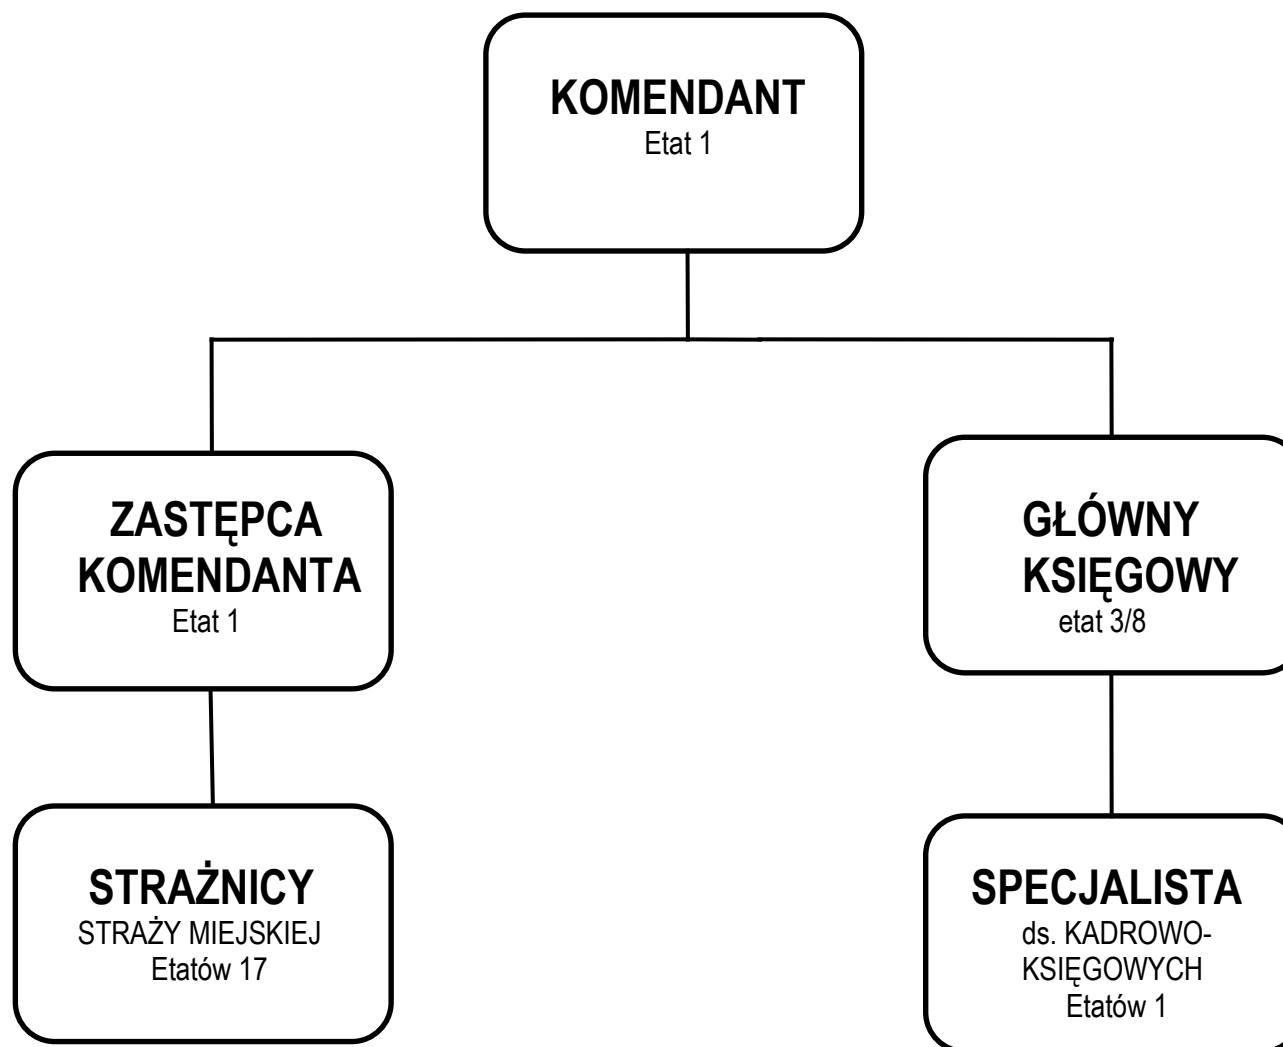 KOMENDANT
Etat 1
ZASTĘPCA
KOMENDANTA
Etat 1
GŁÓWNY
KSIĘGOWY
etat 3/8
STRAŻNICY
STRAŻY MIEJSKIEJ
Etatów 17
SPECJALISTA
ds. KADROWO-
KSIĘGOWYCH
Etatów 1